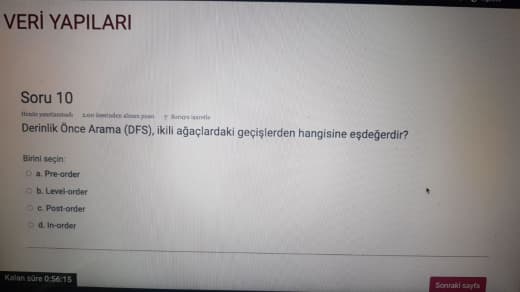 VERİ YAPILARI
Soru 10
Henüz yanıtlanmadı 2,00 üzerinden alınan puan Soruyu işaretle
Derinlik Önce Arama (DFS), ikili ağaçlardaki geçişlerden hangisine eşdeğerdir?
Birini seçin:
a. Pre-order
b. Level-order
c. Post-order
d. In-order
Kalan süre 0:56:15
Sonraki sayfa